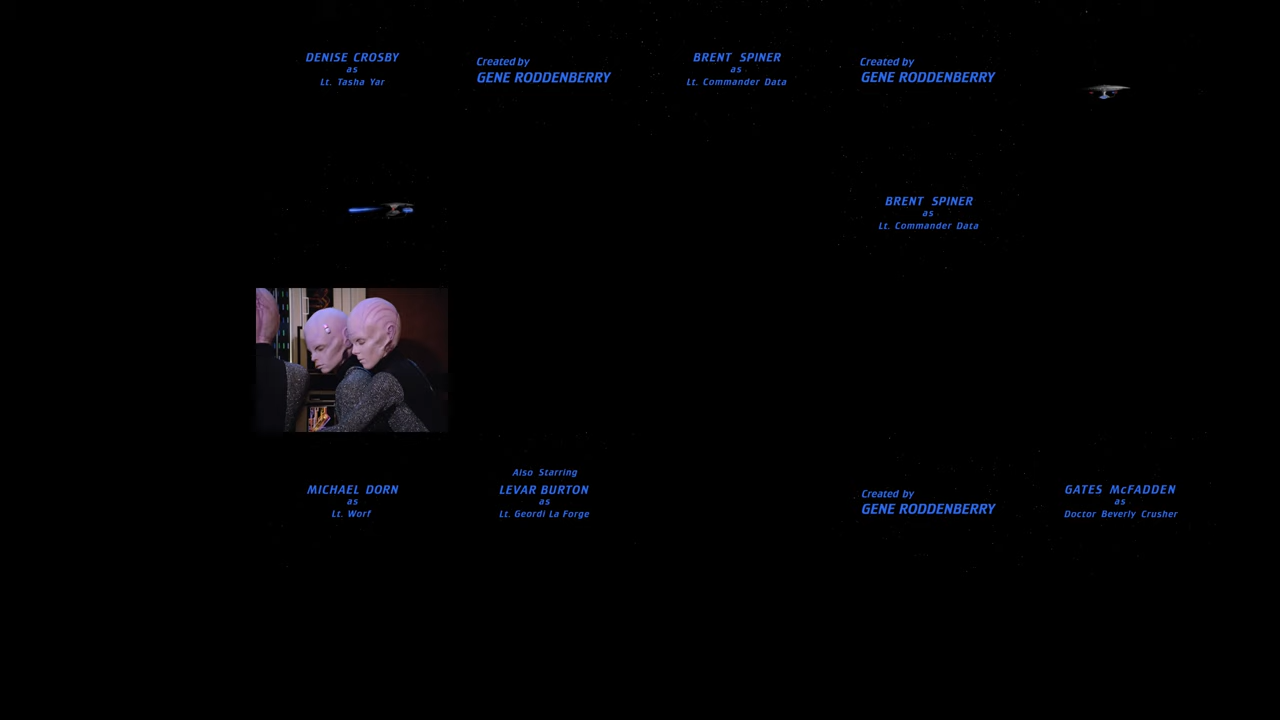 DENISE CROSBY
as
Lt. Tasha Yar
Created by
GENE RODDENBERRY
BRENT SPINER
as
Lt. Commander Data
Created by
GENE RODDENBERRY
BRENT SPINER
as
Lt. Commander Data
MICHAEL DORN
as
Lt. Worf
Also Starring
LEVAR BURTON
as
Lt. Geordi La Forge
Created by
GENE RODDENBERRY
GATES McFADDEN
as
Doctor Beverly Crusher